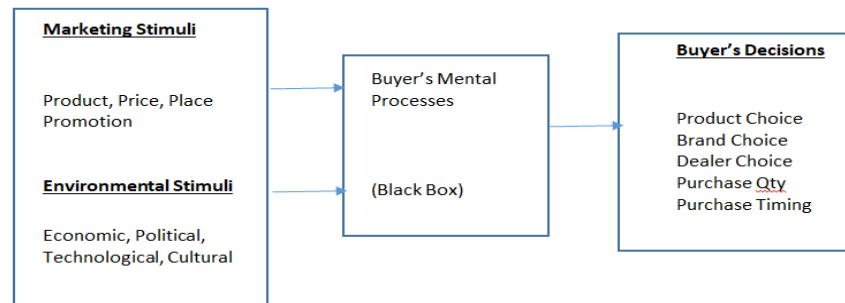 Marketing Stimuli
Product, Price, Place
Promotion
Environmental Stimuli
Economic, Political,
Technological, Cultural
Buyer's Mental
Processes
(Black Box)
Buyer's Decisions
Product Choice
Brand Choice
Dealer Choice
Purchase Qty
Purchase Timing